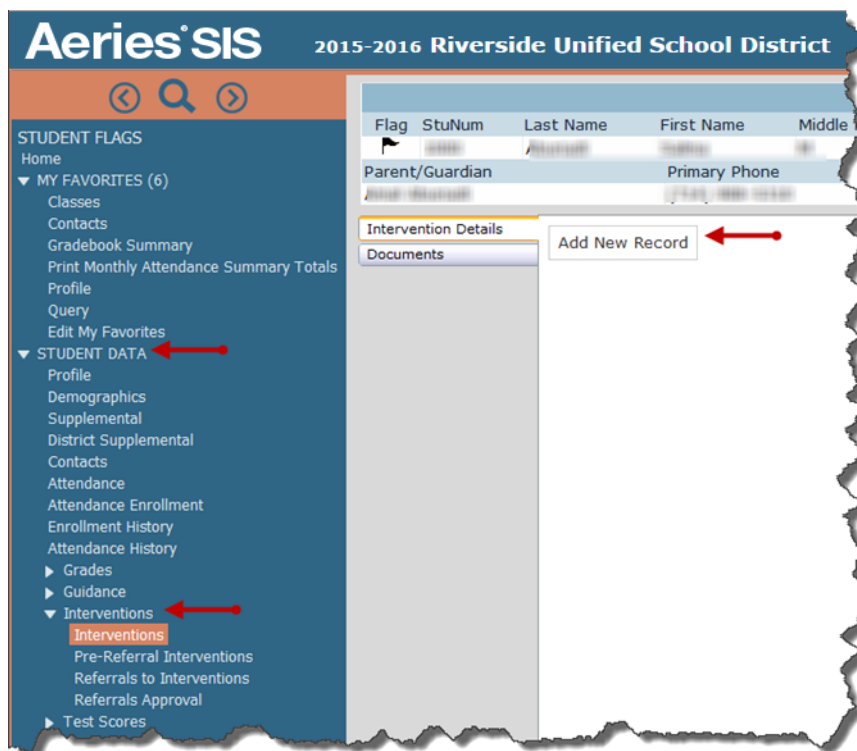 Aeries® SIS 2015-2016 Riverside Unified School District
STUDENT FLAGS
Home
MY FAVORITES (6)
Classes
Contacts
Gradebook Summary
Print Monthly Attendance Summary Totals
Profile
Query
Edit My Favorites
STUDENT DATA
Profile
Demographics
Supplemental
District Supplemental
Contacts
Attendance
Attendance Enrollment
Enrollment History
Attendance History
Grades
Guidance
Interventions
Interventions
Pre-Referral Interventions
Referrals to Interventions
Referrals Approval
Test Scores
Flag StuNum Last Name First Name Middle
Parent/Guardian Primary Phone
Intervention Details
Documents
Add New Record